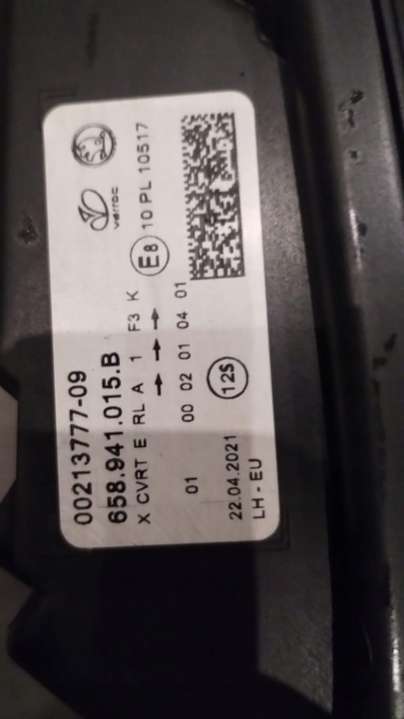 00213777-09
658.941.015.B
X CVRT E RL A 1 F3 K
→ → →
01 00 02 01 04 01
22.04.2021
LH - EU
12S
E8
10 PL 10517
varroc